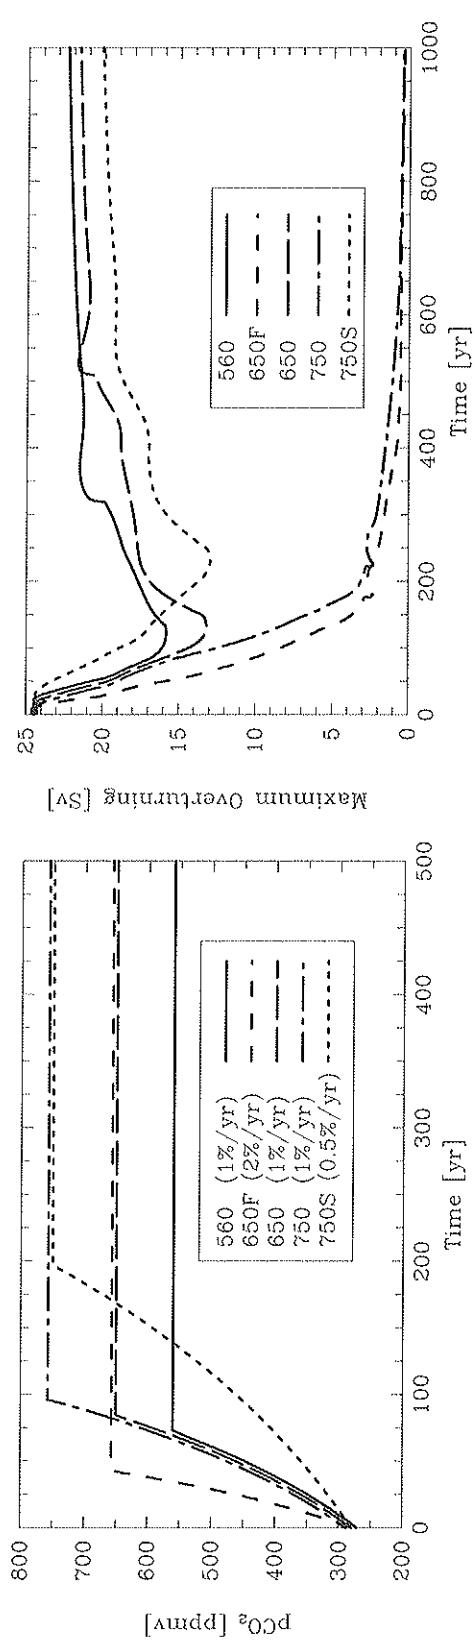 800
700
600
500
400
300
200
pCO₂ [ppmv]
0
100
200
300
400
500
Time [yr]
560 (1%/yr)
650F (2%/yr)
650 (1%/yr)
750 (1%/yr)
750S (0.5%/yr)
25
20
15
10
5
0
Maximum Overturning [Sv]
0
200
400
600
800
1000
Time [yr]
560
650F
650
750
750S